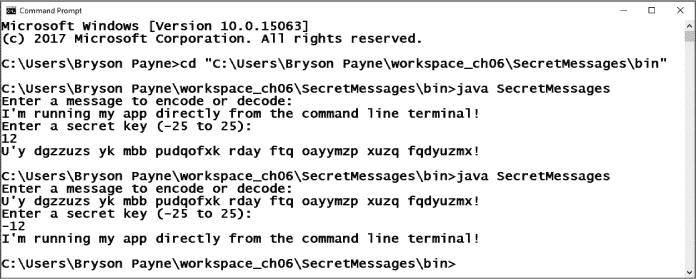 Command Prompt
Microsoft Windows [Version 10.0.15063]
(c) 2017 Microsoft Corporation. All rights reserved.
C:\Users\Bryson Payne>cd "C:\Users\Bryson Payne\workspace_ch06\SecretMessages\bin"
C:\Users\Bryson Payne\workspace_ch06\SecretMessages\bin>java SecretMessages
Enter a message to encode or decode:
I'm running my app directly from the command line terminal!
Enter a secret key (-25 to 25):
12
U'y dgzzuzs yk mbb pudqofxk rday ftq oayymzp xuzq fqdyuzmx!
C:\Users\Bryson Payne\workspace_ch06\SecretMessages\bin>java SecretMessages
Enter a message to encode or decode:
U'y dgzzuzs yk mbb pudqofxk rday ftq oayymzp xuzq fqdyuzmx!
Enter a secret key (-25 to 25):
-12
I'm running my app directly from the command line terminal!
C:\Users\Bryson Payne\workspace_ch06\SecretMessages\bin>